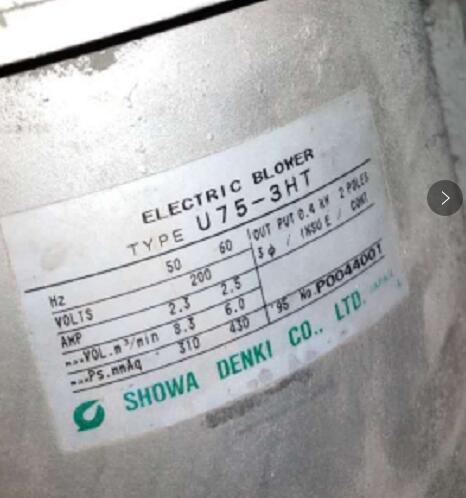 ELECTRIC BLOWER
TYPE U75-3HT
Hz 50 60 OUT PUT 0.4 KW 2 POLES
VOLTS 200 3φ / INSU E / CONT
AMP 2.3 2.5
...VOL.m³/min 8.3 6.0
...Ps.mmAq 310 430 '95 No.P004400T
SHOWA DENKI CO., LTD. JAPAN